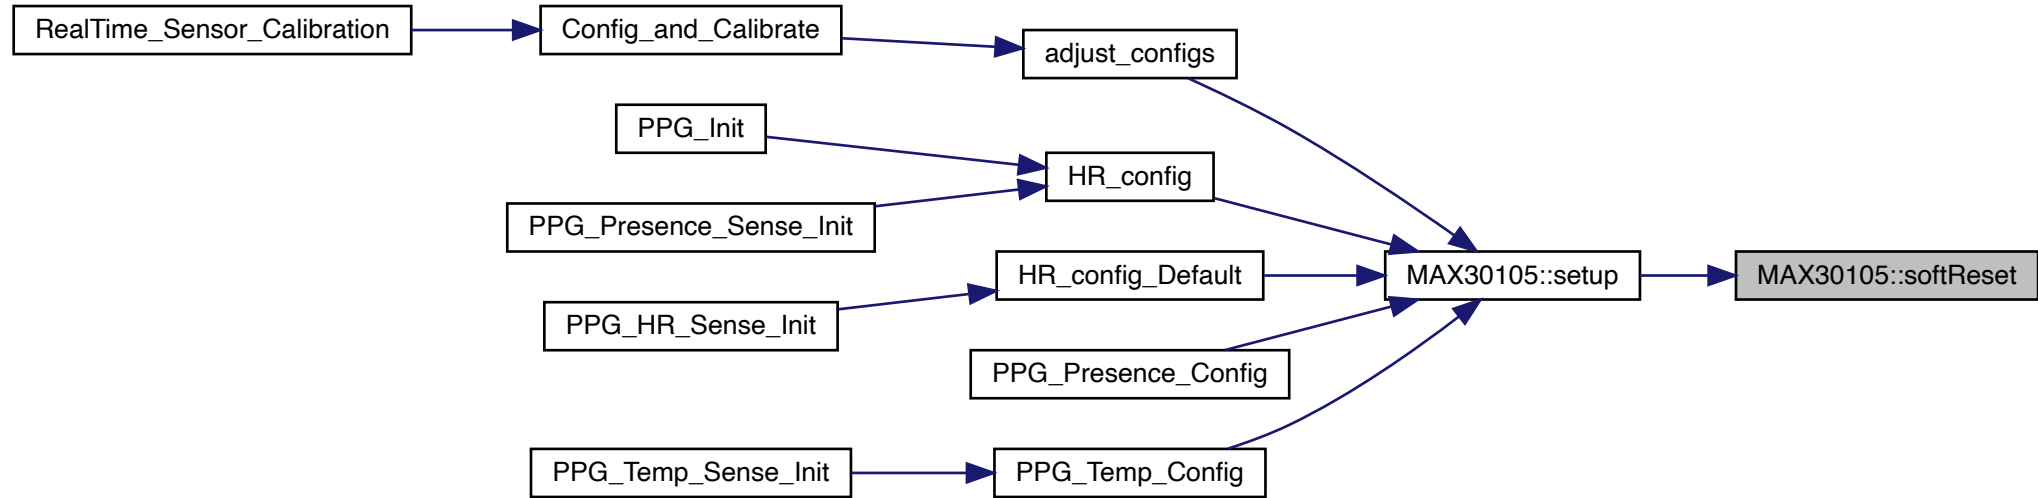 RealTime_Sensor_Calibration
Config_and_Calibrate
adjust_configs
PPG_Init
HR_config
PPG_Presence_Sense_Init
HR_config_Default
MAX30105::setup
MAX30105::softReset
PPG_HR_Sense_Init
PPG_Presence_Config
PPG_Temp_Sense_Init
PPG_Temp_Config